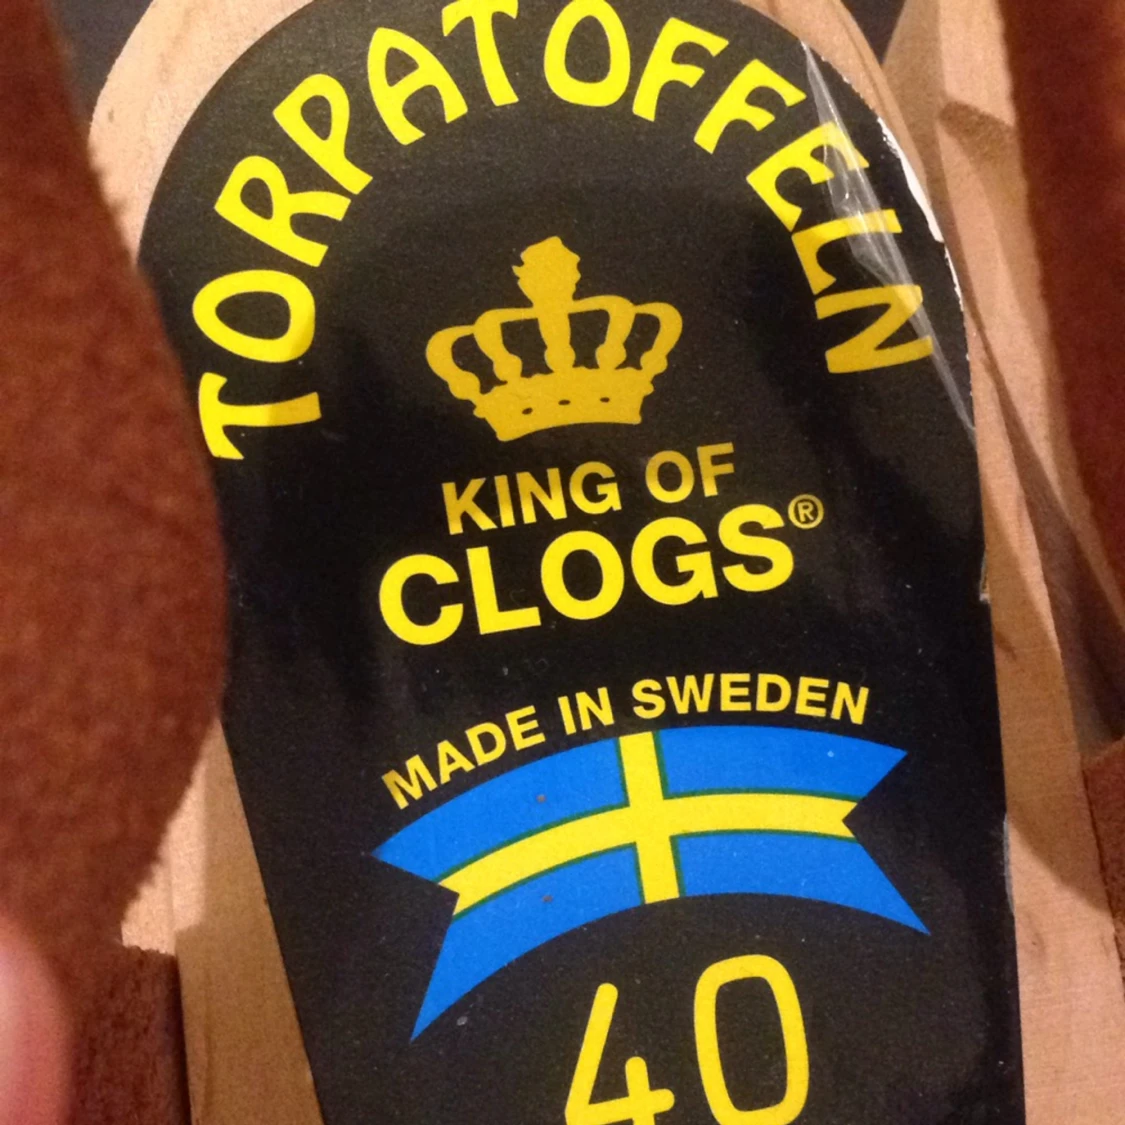 TORPATOFFELN
KING OF
CLOGS®
MADE IN SWEDEN
40